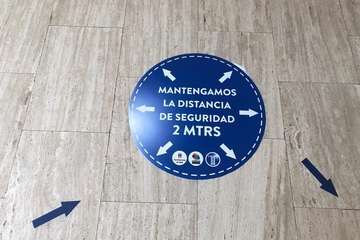 MANTENGAMOS
LA DISTANCIA
DE SEGURIDAD
2 MTRS